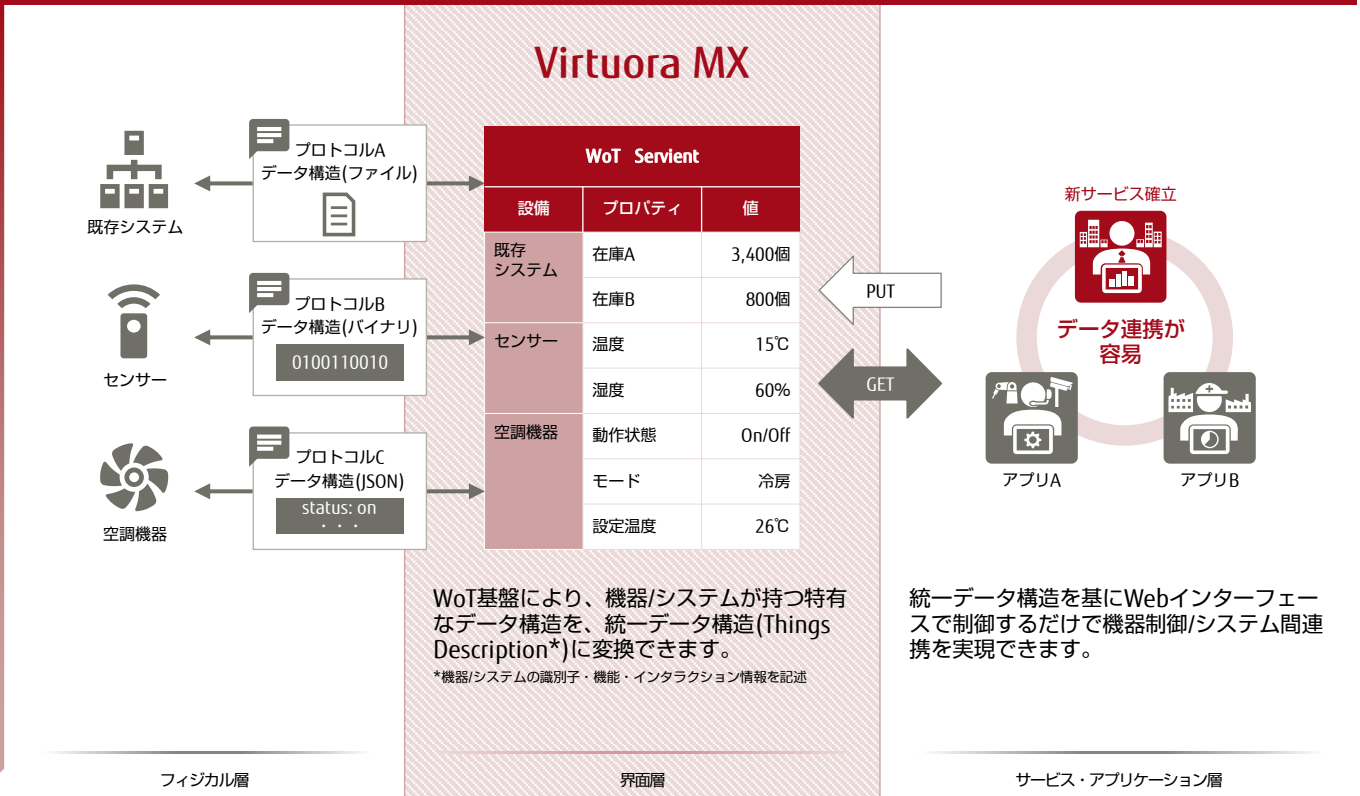 Virtuora MX
プロトコルA
データ構造(ファイル)
既存システム
プロトコルB
データ構造(バイナリ)
0100110010
センサー
プロトコルC
データ構造(JSON)
status: on
・・・
空調機器
WoT Servient
設備 プロパティ 値
既存
システム
在庫A 3,400個
在庫B 800個
センサー 温度 15℃
湿度 60%
空調機器 動作状態 On/Off
モード 冷房
設定温度 26℃
PUT
GET
新サービス確立
データ連携が
容易
アプリA
アプリB
WoT基盤により、機器/システムが持つ特有
なデータ構造を、統一データ構造(Things
Description*)に変換できます。
*機器/システムの識別子・機能・インタラクション情報を記述
統一データ構造を基にWebインターフェー
スで制御するだけで機器制御/システム間連
携を実現できます。
フィジカル層
界面層
サービス・アプリケーション層